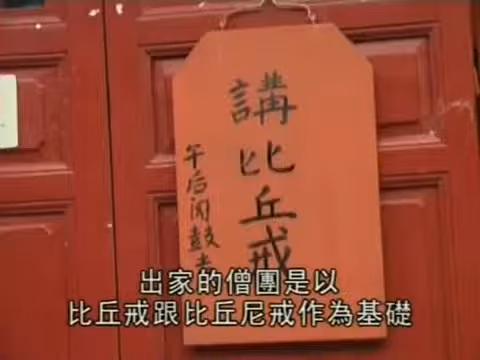 講比丘戒
午后闻鼓
出家的僧團是以
比丘戒跟比丘尼戒作為基礎